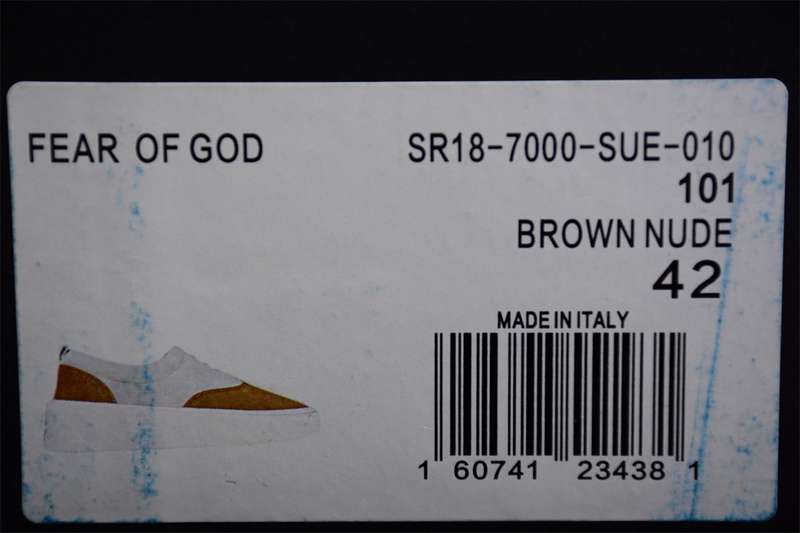 FEAR OF GOD
SR18-7000-SUE-010
101
BROWN NUDE
42
MADE IN ITALY
1 60741 23438 1